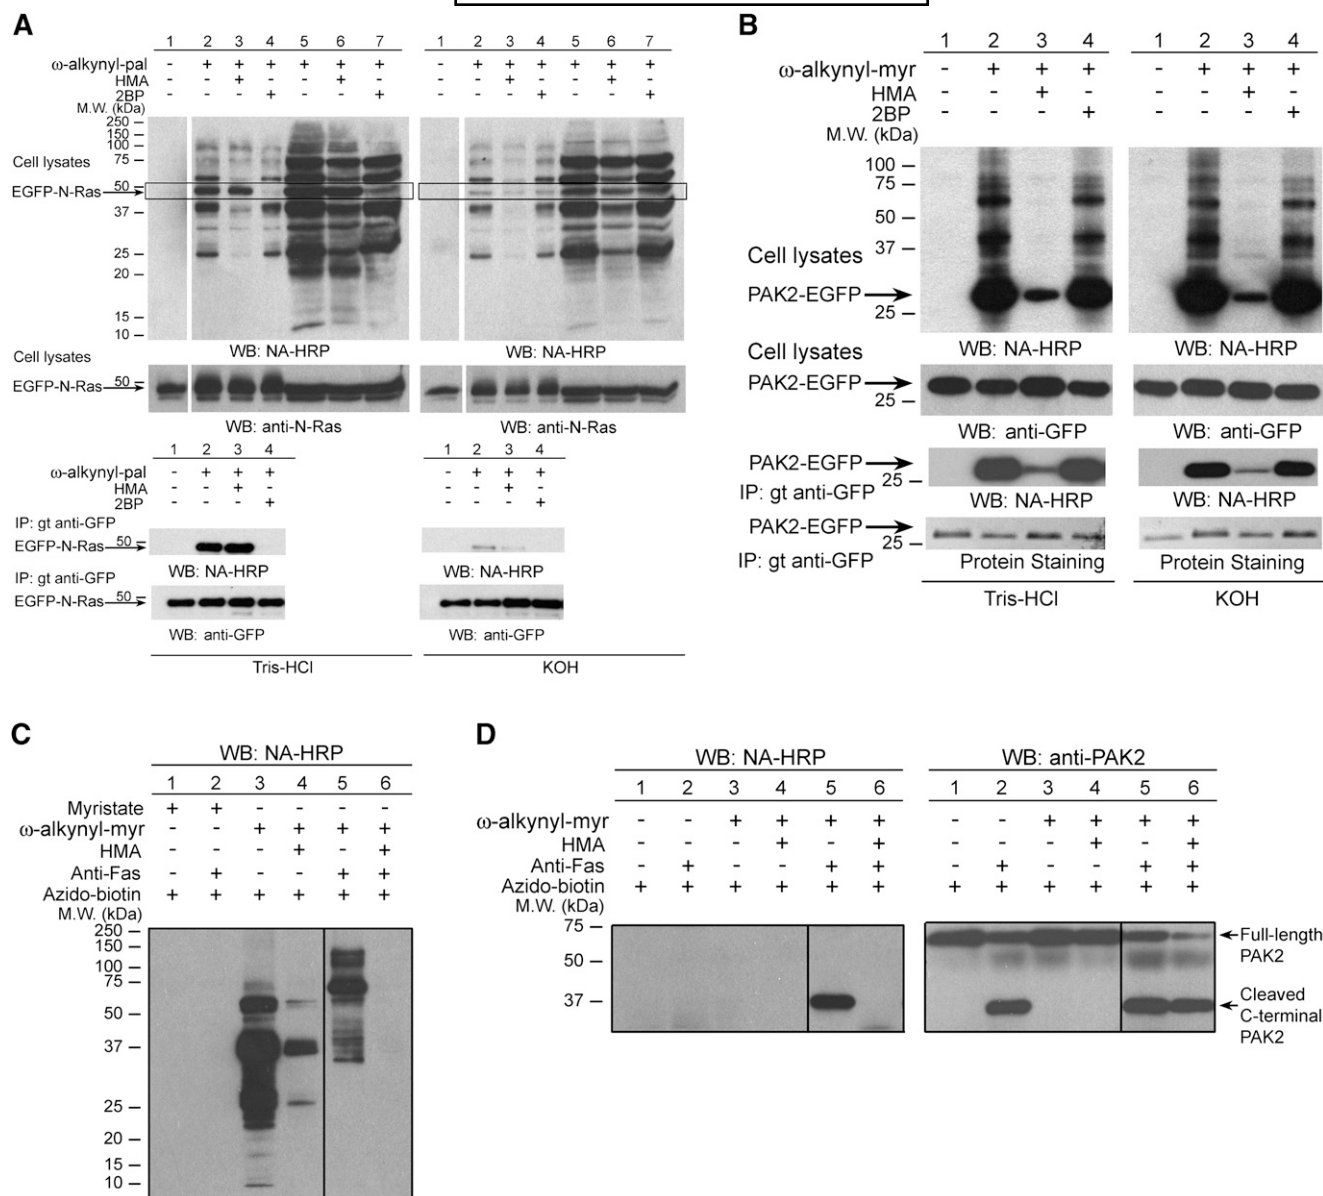 A
1 2 3 4 5 6 7 1 2 3 4 5 6 7
ω-alkynyl-pal - + + + + + + - + + + + + +
HMA - - + - - + - - - + - - + -
2BP - - - + - - + - - - + - - +
M.W. (kDa)
250
150
100
Cell lysates 75
EGFP-N-Ras 50
37
25
20
15
10
WB: NA-HRP WB: NA-HRP
Cell lysates
EGFP-N-Ras 50
WB: anti-N-Ras WB: anti-N-Ras
1 2 3 4 1 2 3 4
ω-alkynyl-pal - + + + - + + +
HMA - - + - - - + -
2BP - - - + - - - +
IP: gt anti-GFP
EGFP-N-Ras 50
WB: NA-HRP WB: NA-HRP
IP: gt anti-GFP
EGFP-N-Ras 50
WB: anti-GFP WB: anti-GFP
Tris-HCl KOH
B
1 2 3 4 1 2 3 4
ω-alkynyl-myr - + + + - + + +
HMA - - + - - - + -
2BP - - - + - - - +
M.W. (kDa)
100
75
50
37
Cell lysates
PAK2-EGFP
25
WB: NA-HRP WB: NA-HRP
Cell lysates
PAK2-EGFP
25
WB: anti-GFP WB: anti-GFP
PAK2-EGFP
25
IP: gt anti-GFP
WB: NA-HRP WB: NA-HRP
PAK2-EGFP
25
IP: gt anti-GFP
Protein Staining Protein Staining
Tris-HCl KOH
C
WB: NA-HRP
1 2 3 4 5 6
Myristate + + - - - -
ω-alkynyl-myr - - + + + +
HMA - - - + - +
Anti-Fas - + - - + +
Azido-biotin + + + + + +
M.W. (kDa)
250
150
100
75
50
37
25
20
15
10
D
WB: NA-HRP WB: anti-PAK2
1 2 3 4 5 6 1 2 3 4 5 6
ω-alkynyl-myr - - + + + + - - + + + +
HMA - - - + - + - - - + - +
Anti-Fas - + - - + + - + - - + +
Azido-biotin + + + + + + + + + + + +
M.W. (kDa)
75
50
37
Full-length
PAK2
Cleaved
C-terminal
PAK2